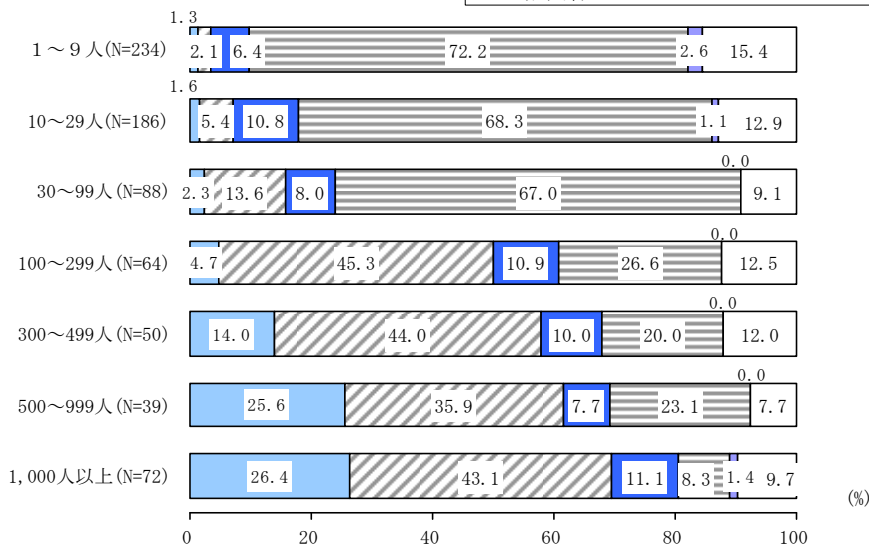 1.3
1～9人(N=234) 2.1 6.4 72.2 2.6 15.4
1.6
10～29人(N=186) 5.4 10.8 68.3 1.1 12.9
0.0
30～99人(N=88) 2.3 13.6 8.0 67.0 9.1
0.0
100～299人(N=64) 4.7 45.3 10.9 26.6 12.5
0.0
300～499人(N=50) 14.0 44.0 10.0 20.0 12.0
0.0
500～999人(N=39) 25.6 35.9 7.7 23.1 7.7
1,000人以上(N=72) 26.4 43.1 11.1 8.3 1.4 9.7
(%)
0 20 40 60 80 100